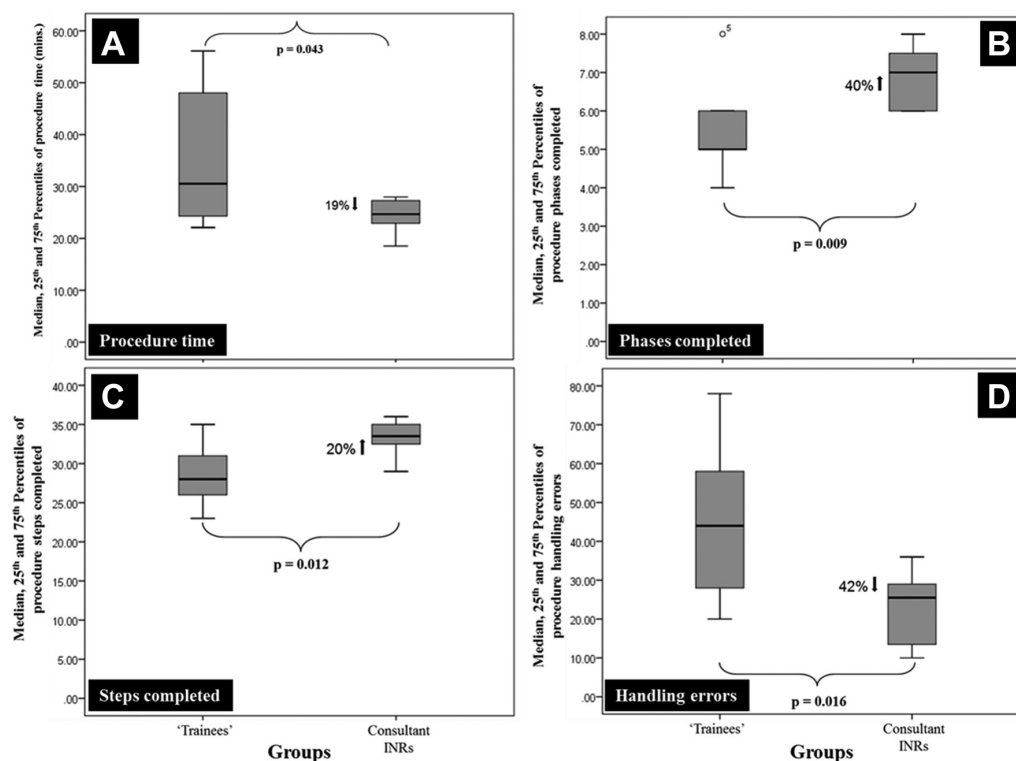 A
Median, 25th and 75th Percentiles of procedure time (mins.)
60.00
50.00
40.00
30.00
20.00
10.00
.00
p = 0.043
19%
Procedure time
B
Median, 25th and 75th Percentiles of
procedure phases completed
8.00
7.00
6.00
5.00
4.00
3.00
2.00
1.00
.00
5
40%
p = 0.009
Phases completed
C
Median, 25th and 75th Percentiles of
procedure steps completed
40.00
35.00
30.00
25.00
20.00
15.00
10.00
5.00
.00
20%
p = 0.012
Steps completed
'Trainees'
Consultant
INRs
Groups
D
Median, 25th and 75th Percentiles of
procedure handling errors
80.00
70.00
60.00
50.00
40.00
30.00
20.00
10.00
.00
42%
p = 0.016
Handling errors
'Trainees'
Consultant
INRs
Groups